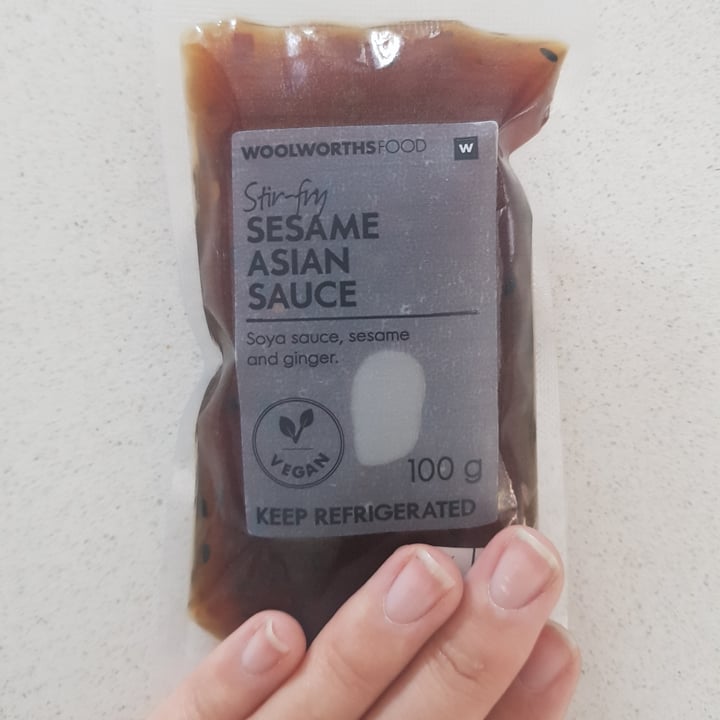 WOOLWORTHSFOOD W
Stir-fry
SESAME
ASIAN
SAUCE
Soya sauce, sesame
and ginger.
VEGAN
100 g
KEEP REFRIGERATED